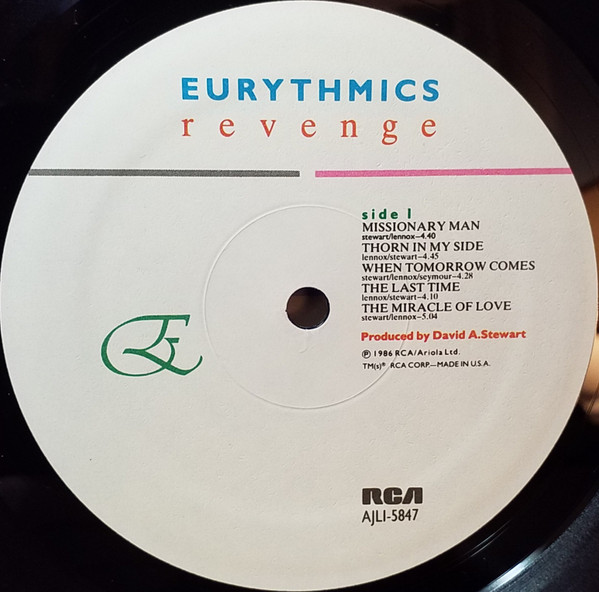 EURYTHMICS
revenge
side 1
MISSIONARY MAN
stewart/lennox–4.40
THORN IN MY SIDE
lennox/stewart–4.45
WHEN TOMORROW COMES
stewart/lennox/seymour–4.28
THE LAST TIME
lennox/stewart–4.10
THE MIRACLE OF LOVE
stewart/lennox–5.04
Produced by David A.Stewart
℗ 1986 RCA/Ariola Ltd.
TM(s)® RCA CORP.—MADE IN U.S.A.
E
RCA
AJL1-5847